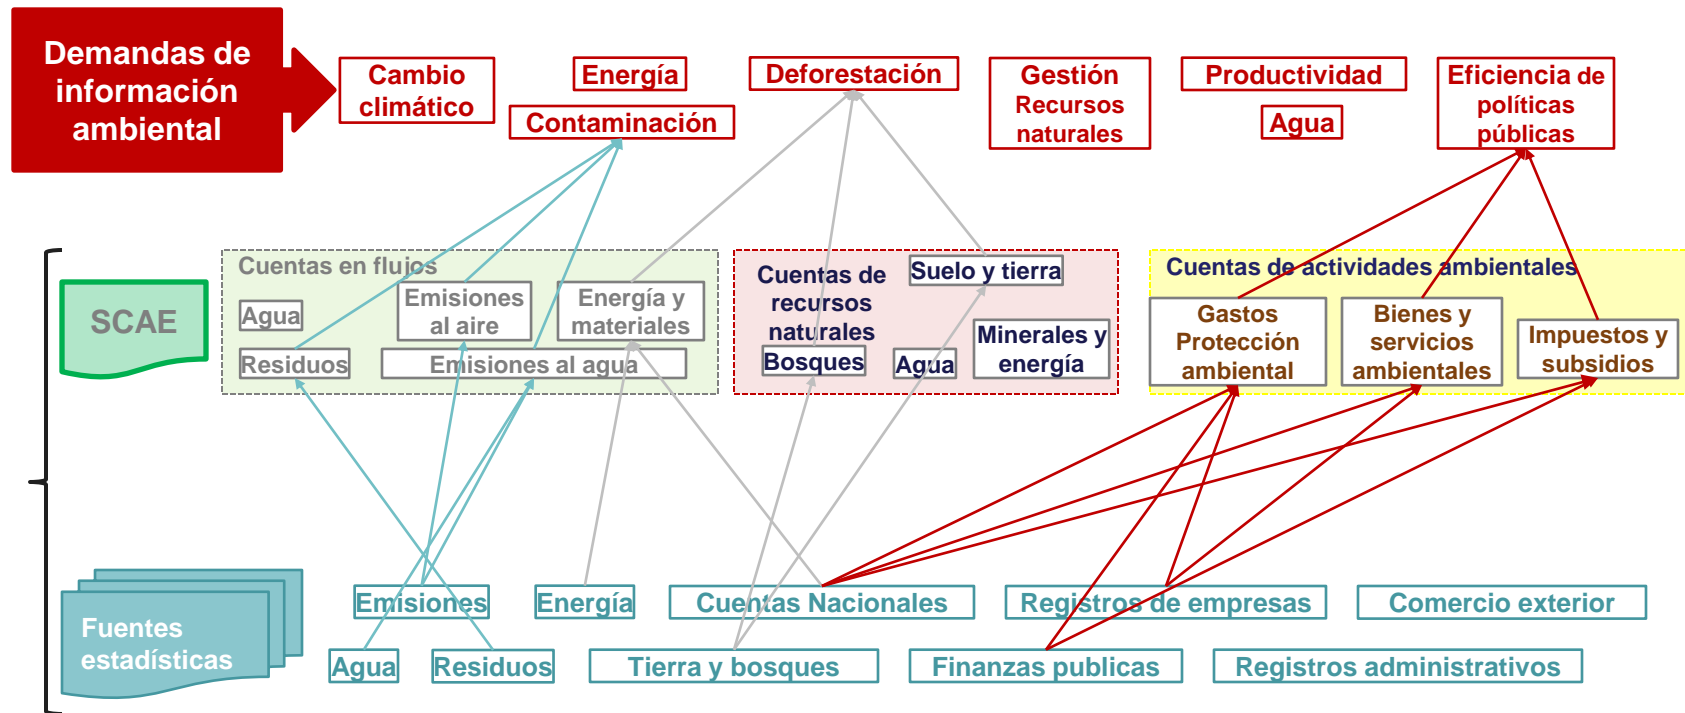 Demandas de
información
ambiental
Cambio
climático
Energía
Contaminación
Deforestación
Gestión
Recursos
naturales
Productividad
Agua
Eficiencia de
políticas
públicas
SCAE
Cuentas en flujos
Agua
Emisiones
al aire
Energía y
materiales
Residuos
Emisiones al agua
Cuentas de
recursos
naturales
Suelo y tierra
Bosques
Agua
Minerales y
energía
Cuentas de actividades ambientales
Gastos
Protección
ambiental
Bienes y
servicios
ambientales
Impuestos y
subsidios
Fuentes
estadísticas
Emisiones
Energía
Cuentas Nacionales
Registros de empresas
Comercio exterior
Agua
Residuos
Tierra y bosques
Finanzas publicas
Registros administrativos